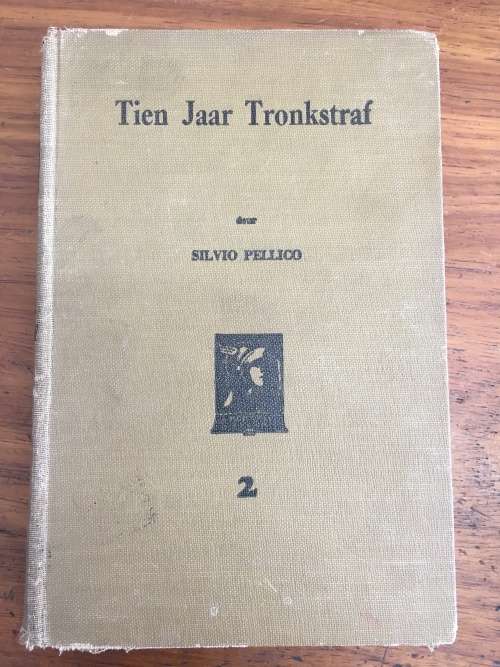 Tien Jaar Tronkstraf
deur
SILVIO PELLICO
2